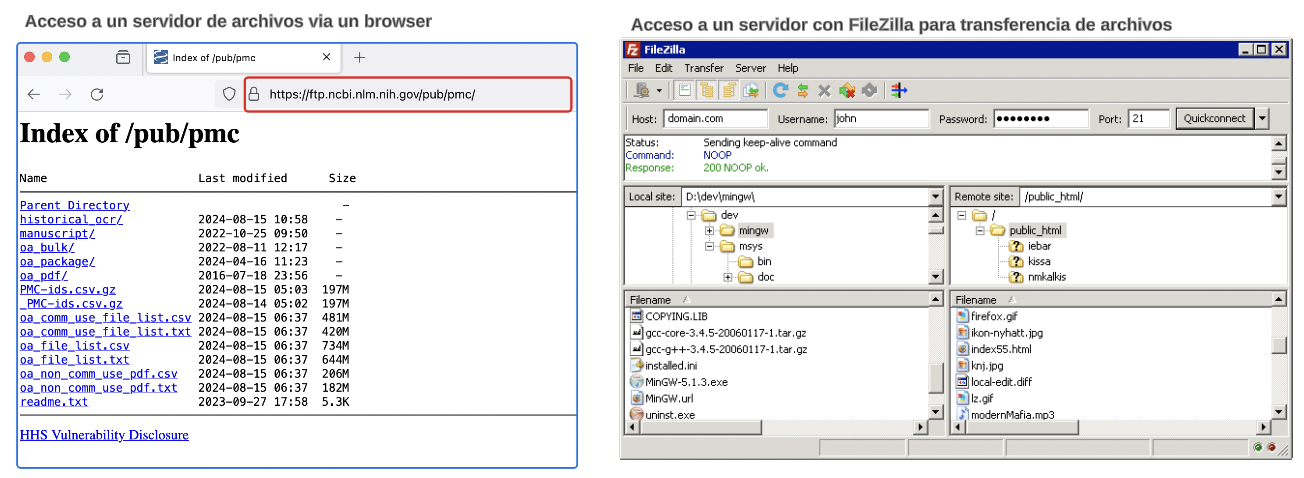 Acceso a un servidor de archivos via un browser
Index of /pub/pmc
https://ftp.ncbi.nlm.nih.gov/pub/pmc/
Index of /pub/pmc
Name Last modified Size
Parent Directory -
historical_ocr/ 2024-08-15 10:58 -
manuscript/ 2022-10-25 09:50 -
oa_bulk/ 2022-08-11 12:17 -
oa_package/ 2024-04-16 11:23 -
oa_pdf/ 2016-07-18 23:56 -
PMC-ids.csv.gz 2024-08-15 05:03 197M
_PMC-ids.csv.gz 2024-08-14 05:02 197M
oa_comm_use_file_list.csv 2024-08-15 06:37 481M
oa_comm_use_file_list.txt 2024-08-15 06:37 420M
oa_file_list.csv 2024-08-15 06:37 734M
oa_file_list.txt 2024-08-15 06:37 644M
oa_non_comm_use_pdf.csv 2024-08-15 06:37 206M
oa_non_comm_use_pdf.txt 2024-08-15 06:37 182M
readme.txt 2023-09-27 17:58 5.3K
HHS Vulnerability Disclosure
Acceso a un servidor con FileZilla para transferencia de archivos
Fz FileZilla
File Edit Transfer Server Help
Host: domain.com Username: john Password: ●●●●●●●● Port: 21 Quickconnect
Status: Sending keep-alive command
Command: NOOP
Response: 200 NOOP ok.
Local site: D:\dev\mingw\
dev
mingw
msys
bin
doc
Remote site: /public_html/
/
public_html
iebar
kissa
nmkalkis
Filename
COPYING.LIB
gcc-core-3.4.5-20060117-1.tar.gz
gcc-g++-3.4.5-20060117-1.tar.gz
installed.ini
MinGW-5.1.3.exe
MinGW.url
uninst.exe
Filename
firefox.gif
ikon-nyhatt.jpg
index55.html
knj.jpg
local-edit.diff
lz.gif
modernMafia.mp3